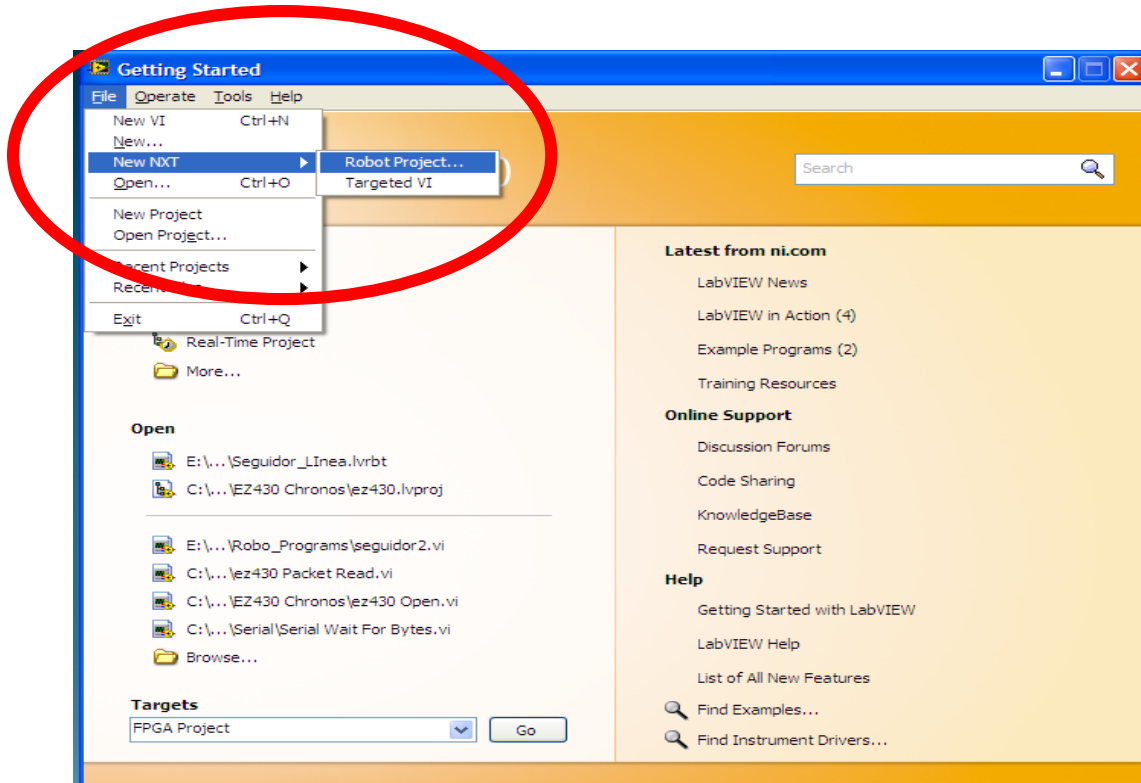 Getting Started
File Operate Tools Help
New VI Ctrl+N
New...
New NXT
Robot Project...
Open... Ctrl+O
Targeted VI
New Project
Open Project...
Recent Projects
Recent
Exit Ctrl+Q
Search
Real-Time Project
More...
Open
E:\...\Seguidor_LInea.lvrbt
C:\...\EZ430 Chronos\ez430.lvproj
E:\...\Robo_Programs\seguidor2.vi
C:\...\ez430 Packet Read.vi
C:\...\EZ430 Chronos\ez430 Open.vi
C:\...\Serial\Serial Wait For Bytes.vi
Browse...
Targets
FPGA Project
Go
Latest from ni.com
LabVIEW News
LabVIEW in Action (4)
Example Programs (2)
Training Resources
Online Support
Discussion Forums
Code Sharing
KnowledgeBase
Request Support
Help
Getting Started with LabVIEW
LabVIEW Help
List of All New Features
Find Examples...
Find Instrument Drivers...